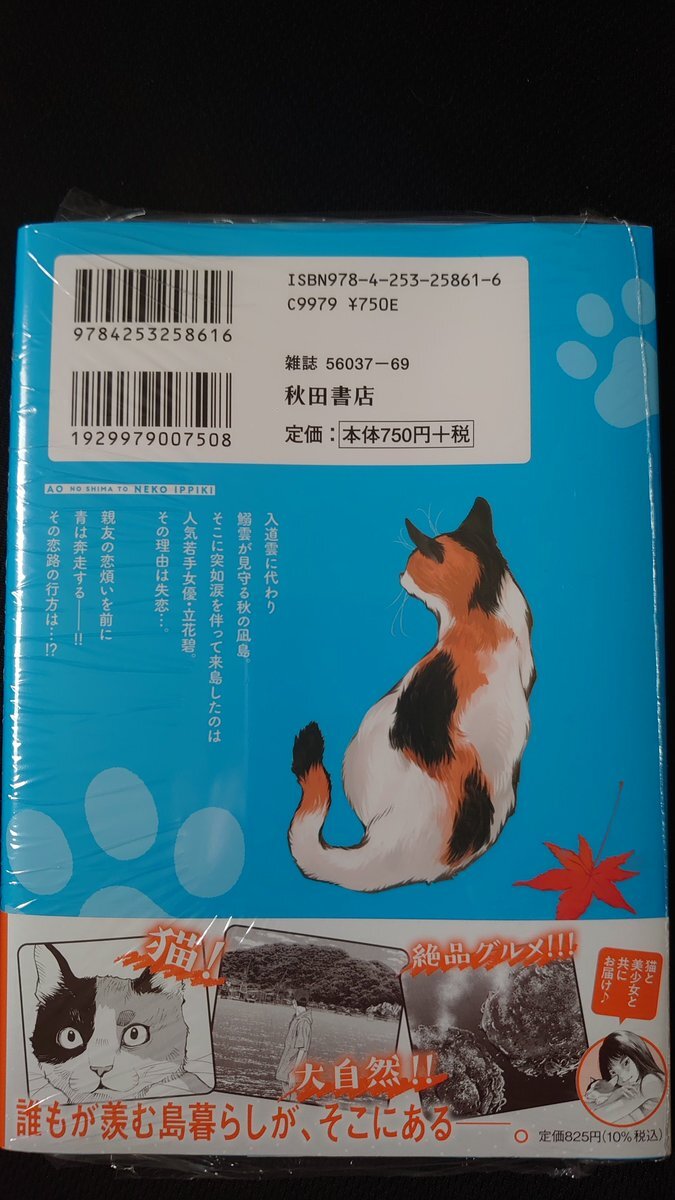 ISBN978-4-253-25861-6
C9979 ¥750E
9784253258616
雑誌 56037-69
秋田書店
1929979007508
定価：本体750円+税
AO NO SHIMA TO NEKO IPPIKI
入道雲に代わり
鰯雲が見守る秋の凪島。
そこに突如涙を伴って来島したのは
人気若手女優・立花碧。
その理由は失恋…。
親友の恋煩いを前に
青は奔走する――!!
その恋路の行方は…!?
猫!
絶品グルメ!!!
猫と
美少女と
共に
お届け♪
大自然!!
誰もが羨む島暮らしが、そこにある――。
定価825円(10%税込)